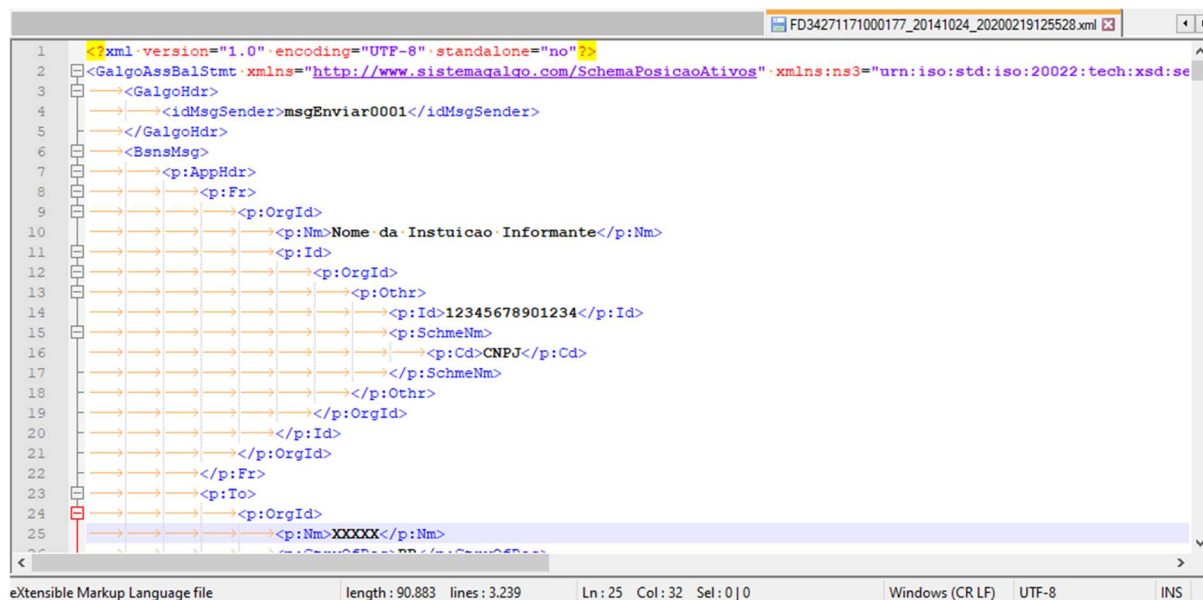 FD34271171000177_20141024_20200219125528.xml
1 <?xml version="1.0" encoding="UTF-8" standalone="no"?>
2 <GalgoAssBalStmt xmlns="http://www.sistemagalgo.com/SchemaPosicaoAtivos" xmlns:ns3="urn:iso:std:iso:20022:tech:xsd:se
3 <GalgoHdr>
4 <idMsgSender>msgEnviar0001</idMsgSender>
5 </GalgoHdr>
6 <BsnsMsg>
7 <p:AppHdr>
8 <p:Fr>
9 <p:OrgId>
10 <p:Nm>Nome da Instuicao Informante</p:Nm>
11 <p:Id>
12 <p:OrgId>
13 <p:Othr>
14 <p:Id>12345678901234</p:Id>
15 <p:SchmeNm>
16 <p:Cd>CNPJ</p:Cd>
17 </p:SchmeNm>
18 </p:Othr>
19 </p:OrgId>
20 </p:Id>
21 </p:OrgId>
22 </p:Fr>
23 <p:To>
24 <p:OrgId>
25 <p:Nm>XXXXX</p:Nm>
eXtensible Markup Language file length : 90.883 lines : 3.239 Ln : 25 Col : 32 Sel : 0 | 0 Windows (CR LF) UTF-8 INS